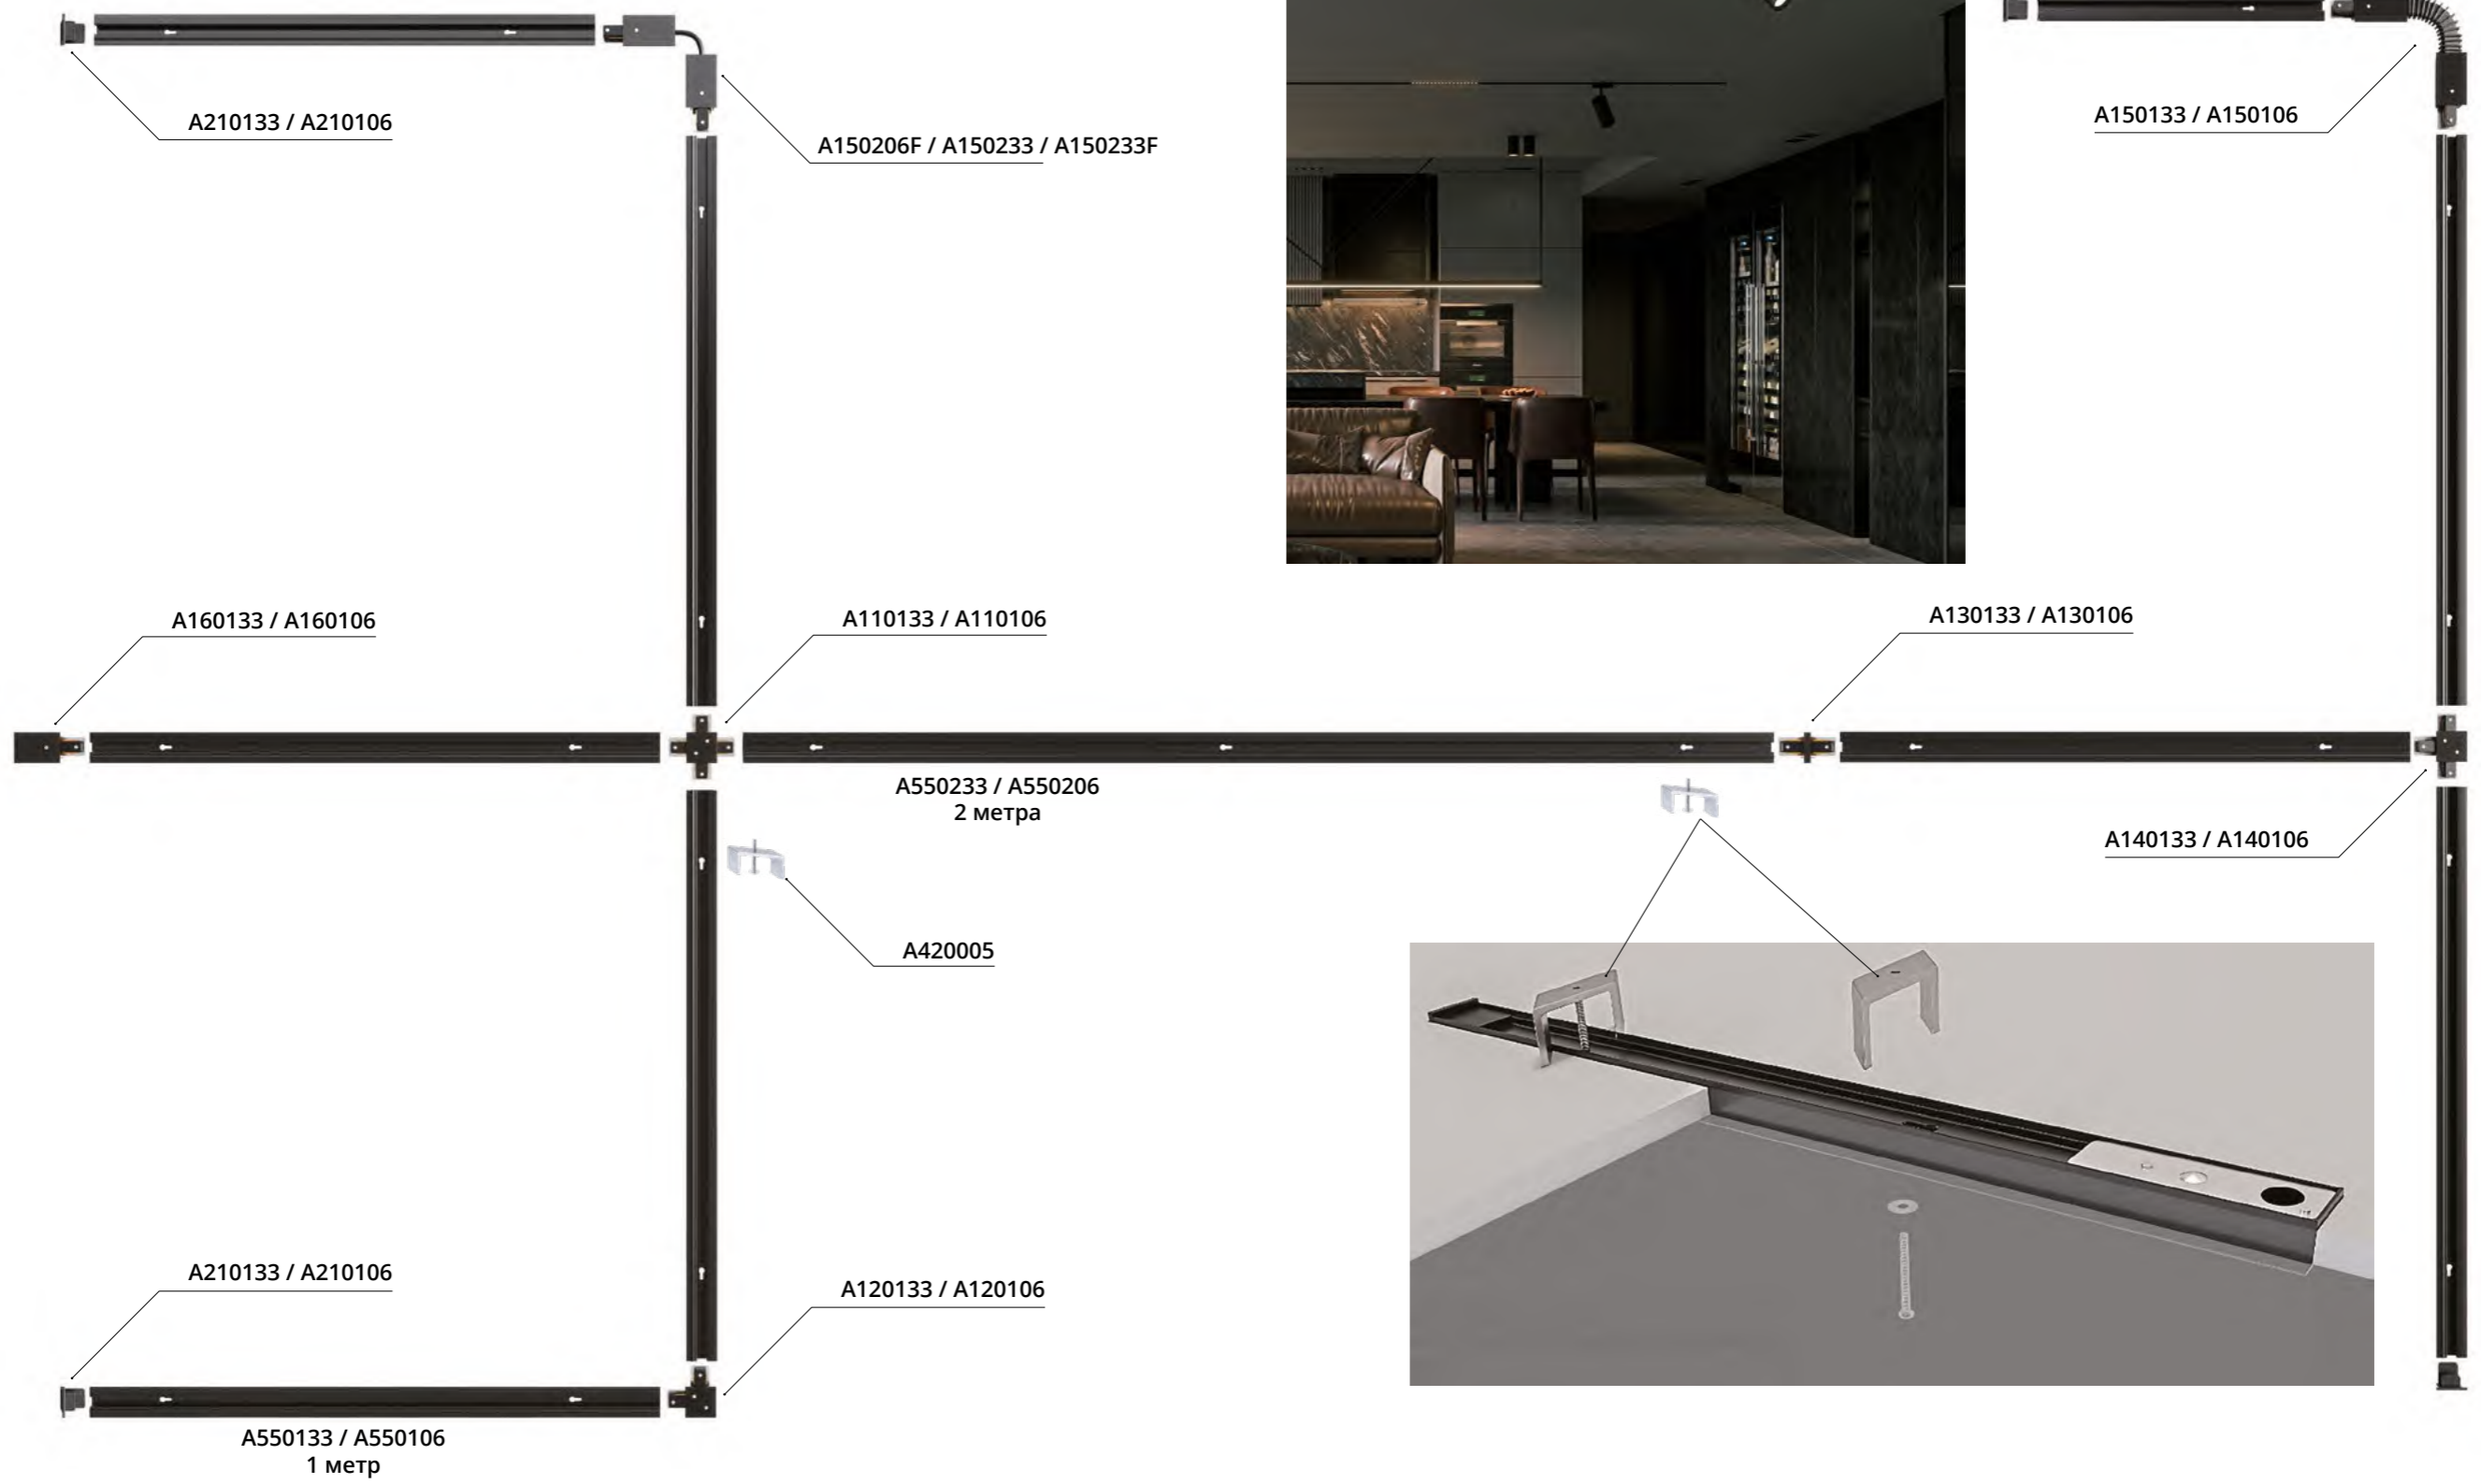 A210133 / A210106
A150206F / A150233 / A150233F
A150133 / A150106
A160133 / A160106
A110133 / A110106
A130133 / A130106
A550233 / A550206
2 метра
A140133 / A140106
A420005
A210133 / A210106
A120133 / A120106
A550133 / A550106
1 метр